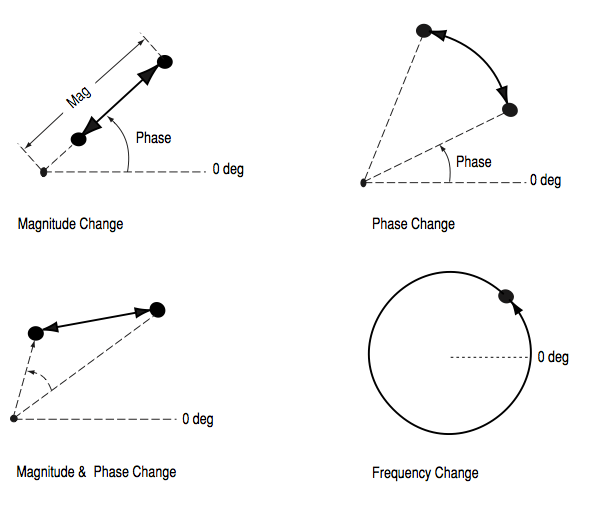 Mag
Phase
0 deg
Magnitude Change
Phase
0 deg
Phase Change
0 deg
Magnitude &  Phase Change
0 deg
Frequency Change